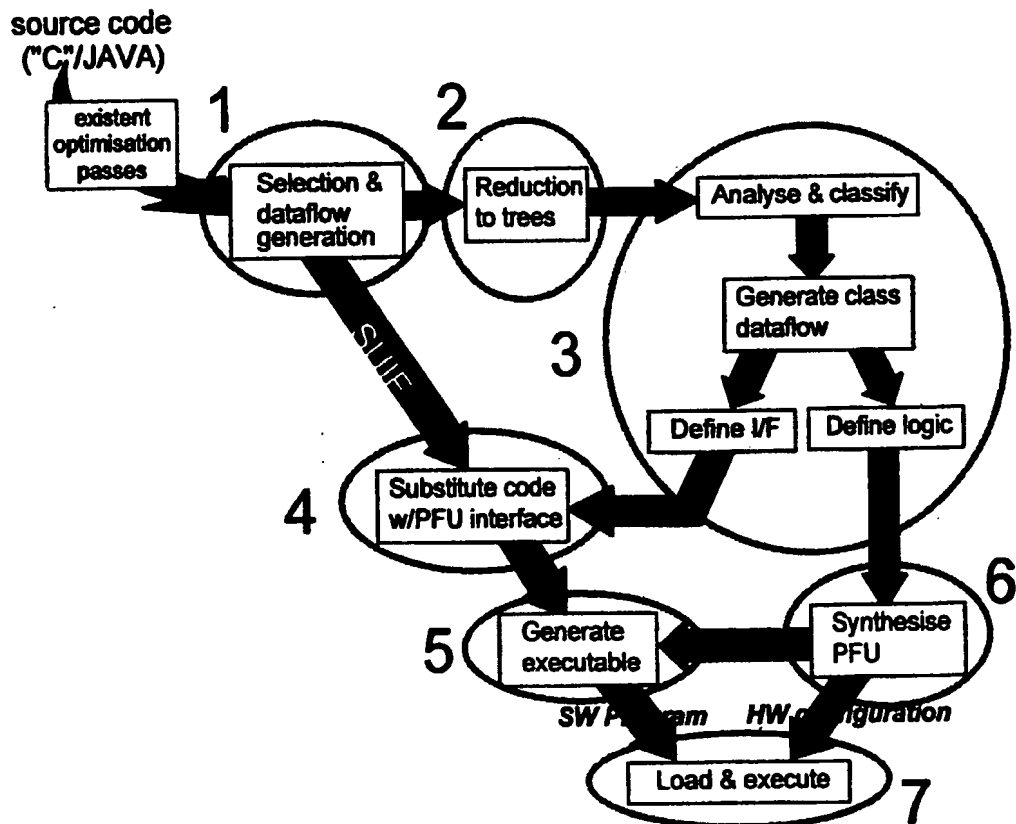 source code
("C"/JAVA)
existent
optimisation
passes
1
Selection &
dataflow
generation
2
Reduction
to trees
3
Analyse & classify
Generate class
dataflow
Define I/F
Define logic
SUIF
4
Substitute code
w/PFU interface
5
Generate
executable
6
Synthesise
PFU
SW
HW
Load & execute
7